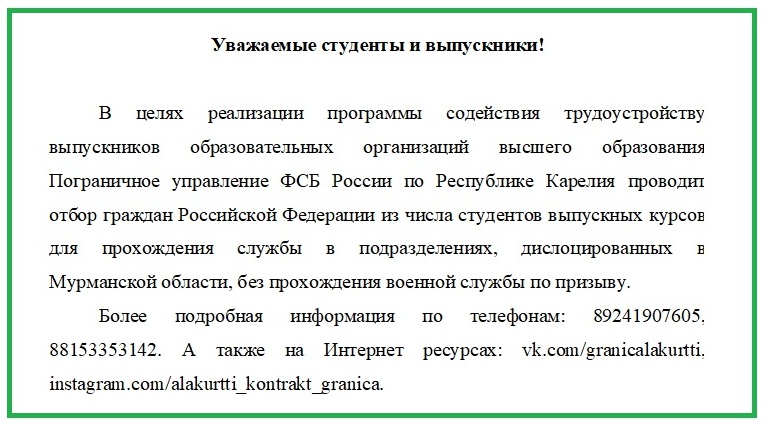 Уважаемые студенты и выпускники!
В целях реализации программы содействия трудоустройству
выпускников образовательных организаций высшего образования
Пограничное управление ФСБ России по Республике Карелия проводит
отбор граждан Российской Федерации из числа студентов выпускных курсов
для прохождения службы в подразделениях, дислоцированных в
Мурманской области, без прохождения военной службы по призыву.
Более подробная информация по телефонам: 89241907605,
88153353142. А также на Интернет ресурсах: vk.com/granicalakurtti,
instagram.com/alakurtti_kontrakt_granica.